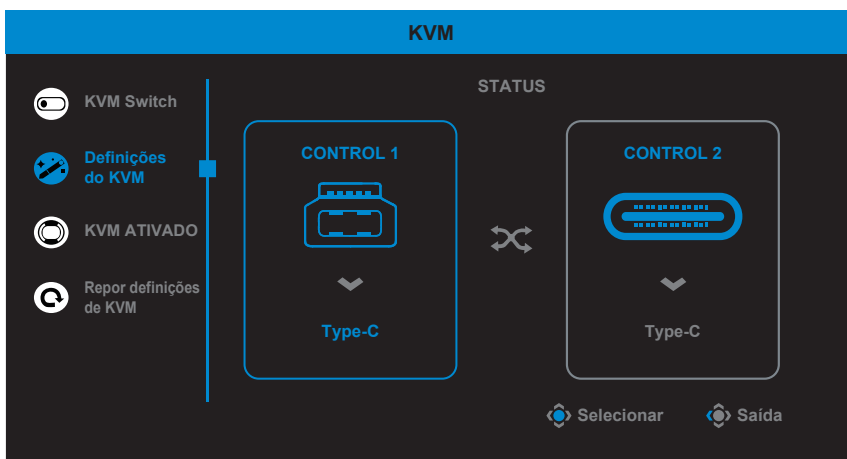 KVM
STATUS
KVM Switch
Definições
do KVM
KVM ATIVADO
Repor definições
de KVM
CONTROL 1
Type-C
CONTROL 2
Type-C
Selecionar
Saída